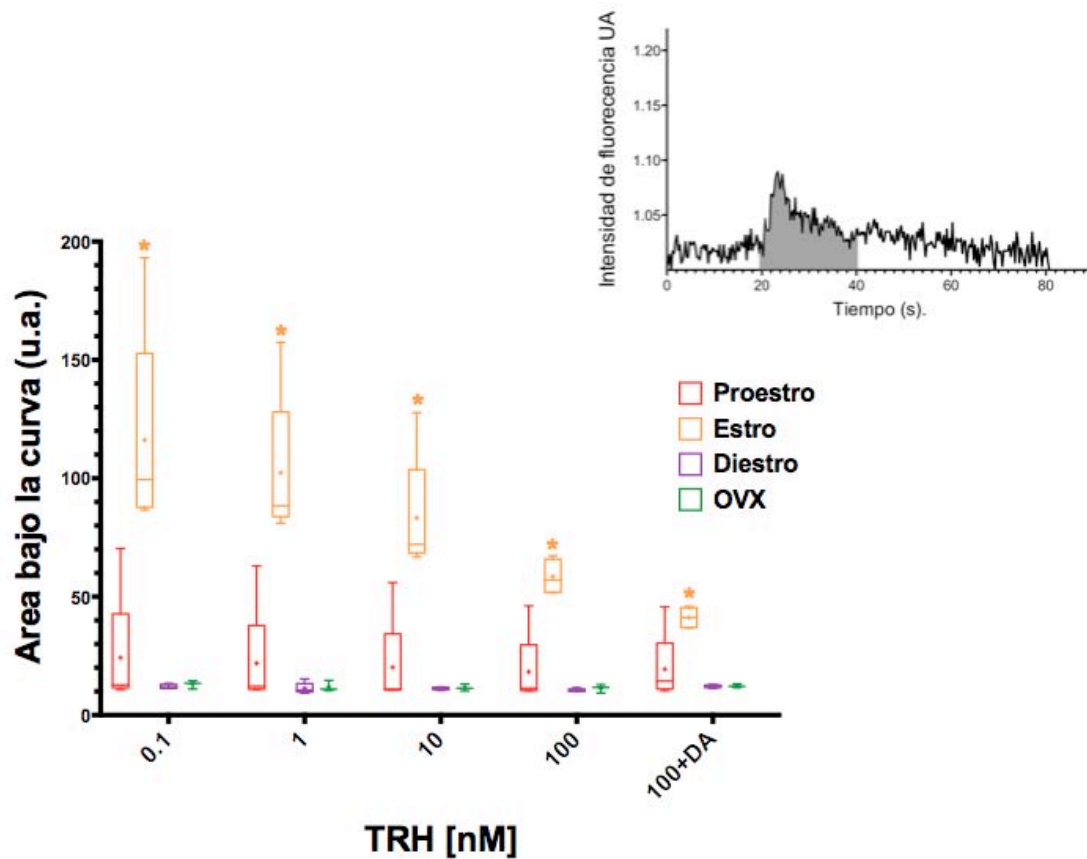 Intensidad de fluorecencia UA
1.20
1.15
1.10
1.05
0 20 40 60 80
Tiempo (s).
Area bajo la curva (u.a.)
200
150
100
50
0
*
*
*
*
*
Proestro
Estro
Diestro
OVX
0.1 1 10 100 100+DA
TRH [nM]